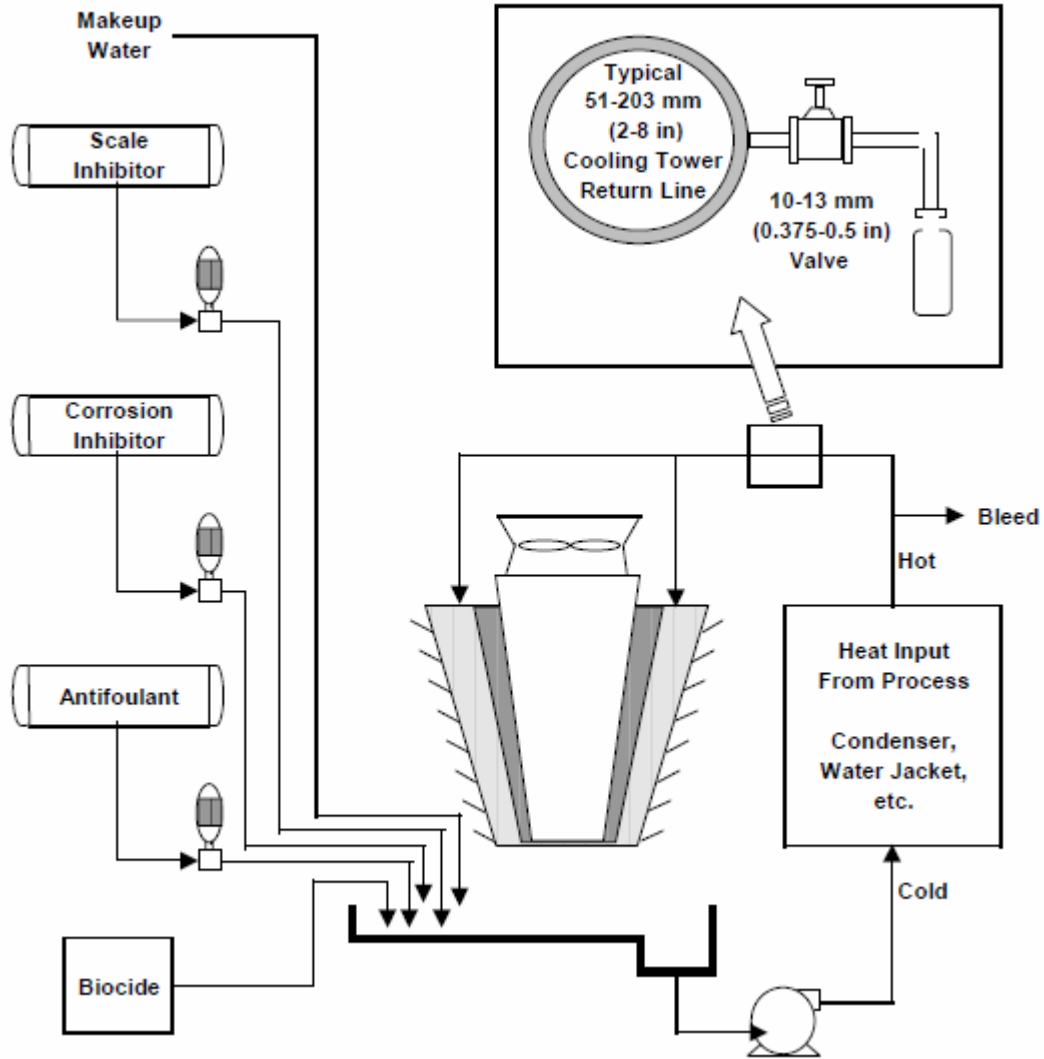 Makeup
Water
Typical
51-203 mm
(2-8 in)
Cooling Tower
Return Line
10-13 mm
(0.375-0.5 in)
Valve
Scale
Inhibitor
Corrosion
Inhibitor
Antifoulant
Biocide
Bleed
Hot
Heat Input
From Process
Condenser,
Water Jacket,
etc.
Cold